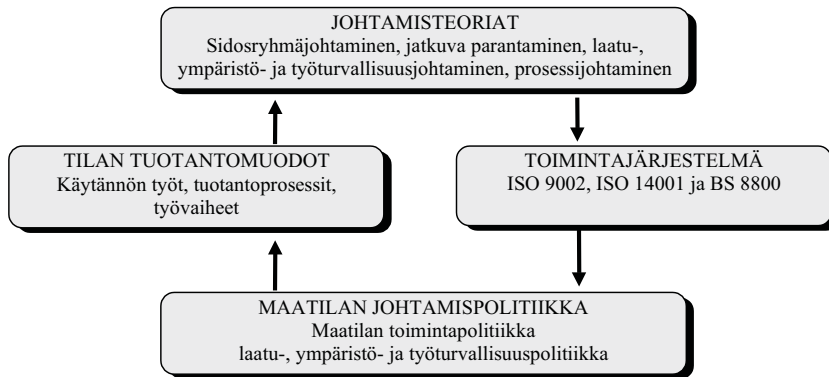 JOHTAMISTEORIAT
Sidosryhmäjohtaminen, jatkuva parantaminen, laatu-,
ympäristö- ja työturvallisuusjohtaminen, prosessijohtaminen
TILAN TUOTANTOMUODOT
Käytännön työt, tuotantoprosessit,
työvaiheet
TOIMINTAJÄRJESTELMÄ
ISO 9002, ISO 14001 ja BS 8800
MAATILAN JOHTAMISPOLITIIKKA
Maatilan toimintapolitiikka
laatu-, ympäristö- ja työturvallisuuspolitiikka